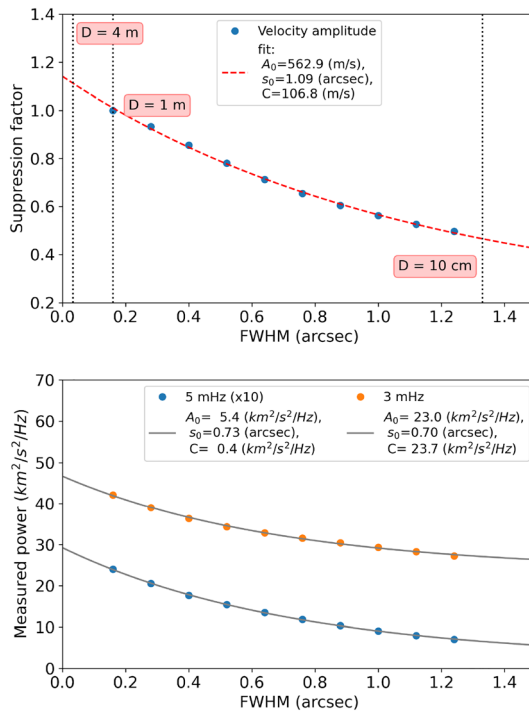 1.4
D = 4 m
Velocity amplitude
fit:
A₀=562.9 (m/s)
s₀=1.09 (arcsec),
C=106.8 (m/s)
1.2
D = 1 m
1.0
0.8
0.6
0.4
0.2
D = 10 cm
Suppression factor
0.0 0.2 0.4 0.6 0.8 1.0 1.2 1.4
FWHM (arcsec)
70
60
50
40
30
20
10
0
Measured power (km²/s²/Hz)
5 mHz (x10)
A₀= 5.4 (km²/s²/Hz),
s₀=0.73 (arcsec),
C= 0.4 (km²/s²/Hz)
3 mHz
A₀= 23.0 (km²/s²/Hz),
s₀=0.70 (arcsec),
C= 23.7 (km²/s²/Hz)
0.0 0.2 0.4 0.6 0.8 1.0 1.2 1.4
FWHM (arcsec)